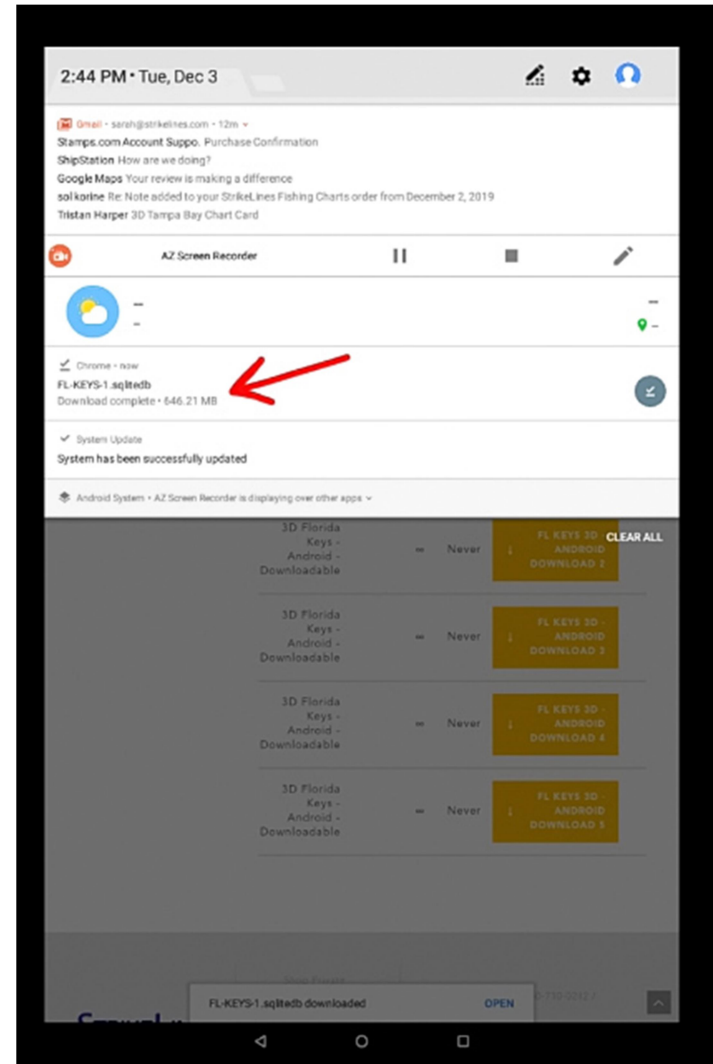 2:44 PM • Tue, Dec 3
Gmail • sarah@strikelines.com • 12m
Stamps.com Account Suppo. Purchase Confirmation
ShipStation How are we doing?
Google Maps Your review is making a difference
sol korine Re: Note added to your StrikeLines Fishing Charts order from December 2, 2019
Tristan Harper 3D Tampa Bay Chart Card
AZ Screen Recorder
Chrome • now
FL-KEYS-1.sqlitedb
Download complete • 646.21 MB
System Update
System has been successfully updated
Android System • AZ Screen Recorder is displaying over other apps
CLEAR ALL
3D Florida
Keys -
Android -
Downloadable
∞ Never
FL KEYS 3D
ANDROID
DOWNLOAD 2
3D Florida
Keys -
Android -
Downloadable
∞ Never
FL KEYS 3D -
ANDROID
DOWNLOAD 3
3D Florida
Keys -
Android -
Downloadable
∞ Never
FL KEYS 3D -
ANDROID
DOWNLOAD 4
3D Florida
Keys -
Android -
Downloadable
∞ Never
FL KEYS 3D -
ANDROID
DOWNLOAD 5
FL-KEYS-1.sqlitedb downloaded
OPEN